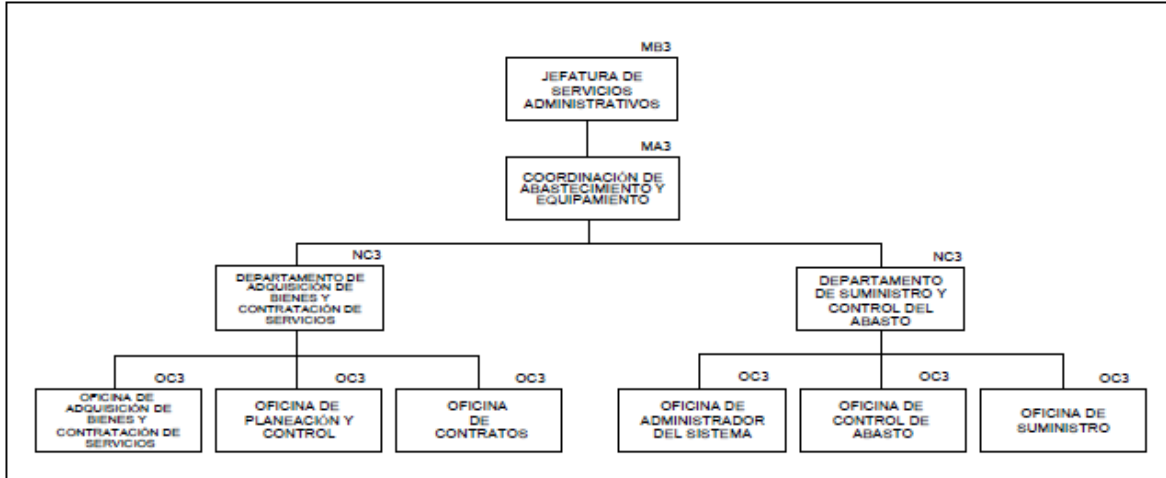 MB3
JEFATURA DE
SERVICIOS
ADMINISTRATIVOS
MA3
COORDINACIÓN DE
ABASTECIMIENTO Y
EQUIPAMIENTO
NC3
DEPARTAMENTO DE
ADQUISICIÓN DE
BIENES Y
CONTRATACIÓN DE
SERVICIOS
NC3
DEPARTAMENTO
DE SUMINISTRO Y
CONTROL DEL
ABASTO
OC3
OFICINA DE
ADQUISICIÓN DE
BIENES Y
CONTRATACIÓN DE
SERVICIOS
OC3
OFICINA DE
PLANEACIÓN Y
CONTROL
OC3
OFICINA
DE
CONTRATOS
OC3
OFICINA DE
ADMINISTRADOR
DEL SISTEMA
OC3
OFICINA DE
CONTROL DE
ABASTO
OC3
OFICINA DE
SUMINISTRO